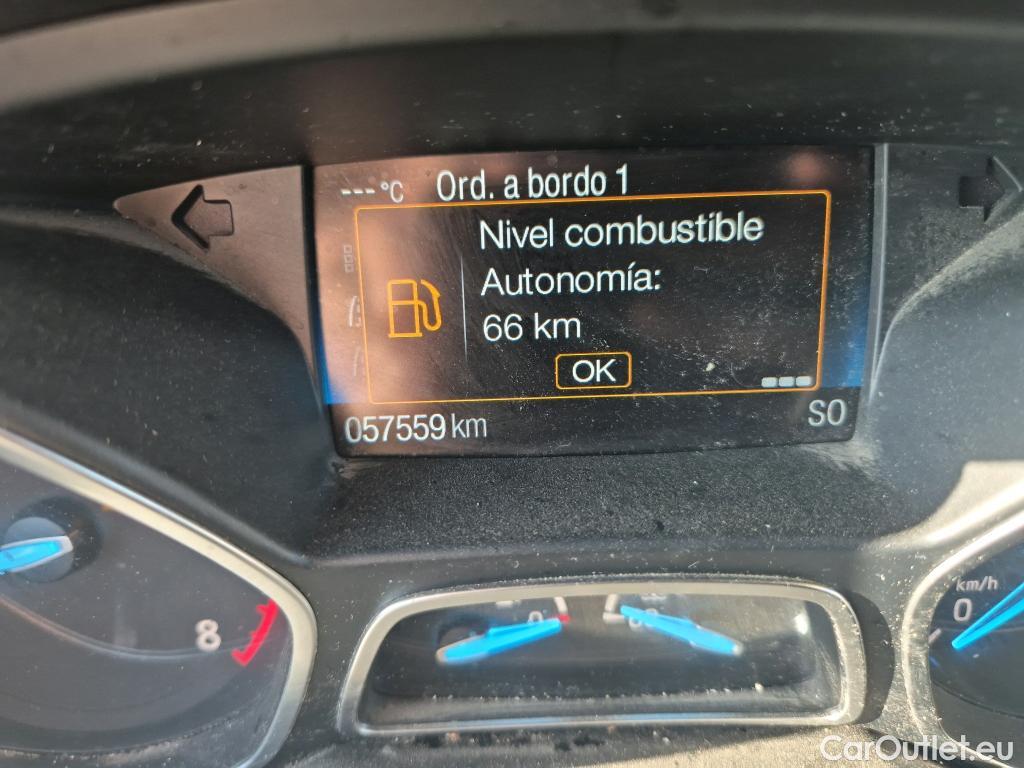 ---°C Ord. a bordo 1
Nivel combustible
Autonomía:
66 km
OK
057559 km SO
8
km/h
0
CarOutlet.eu